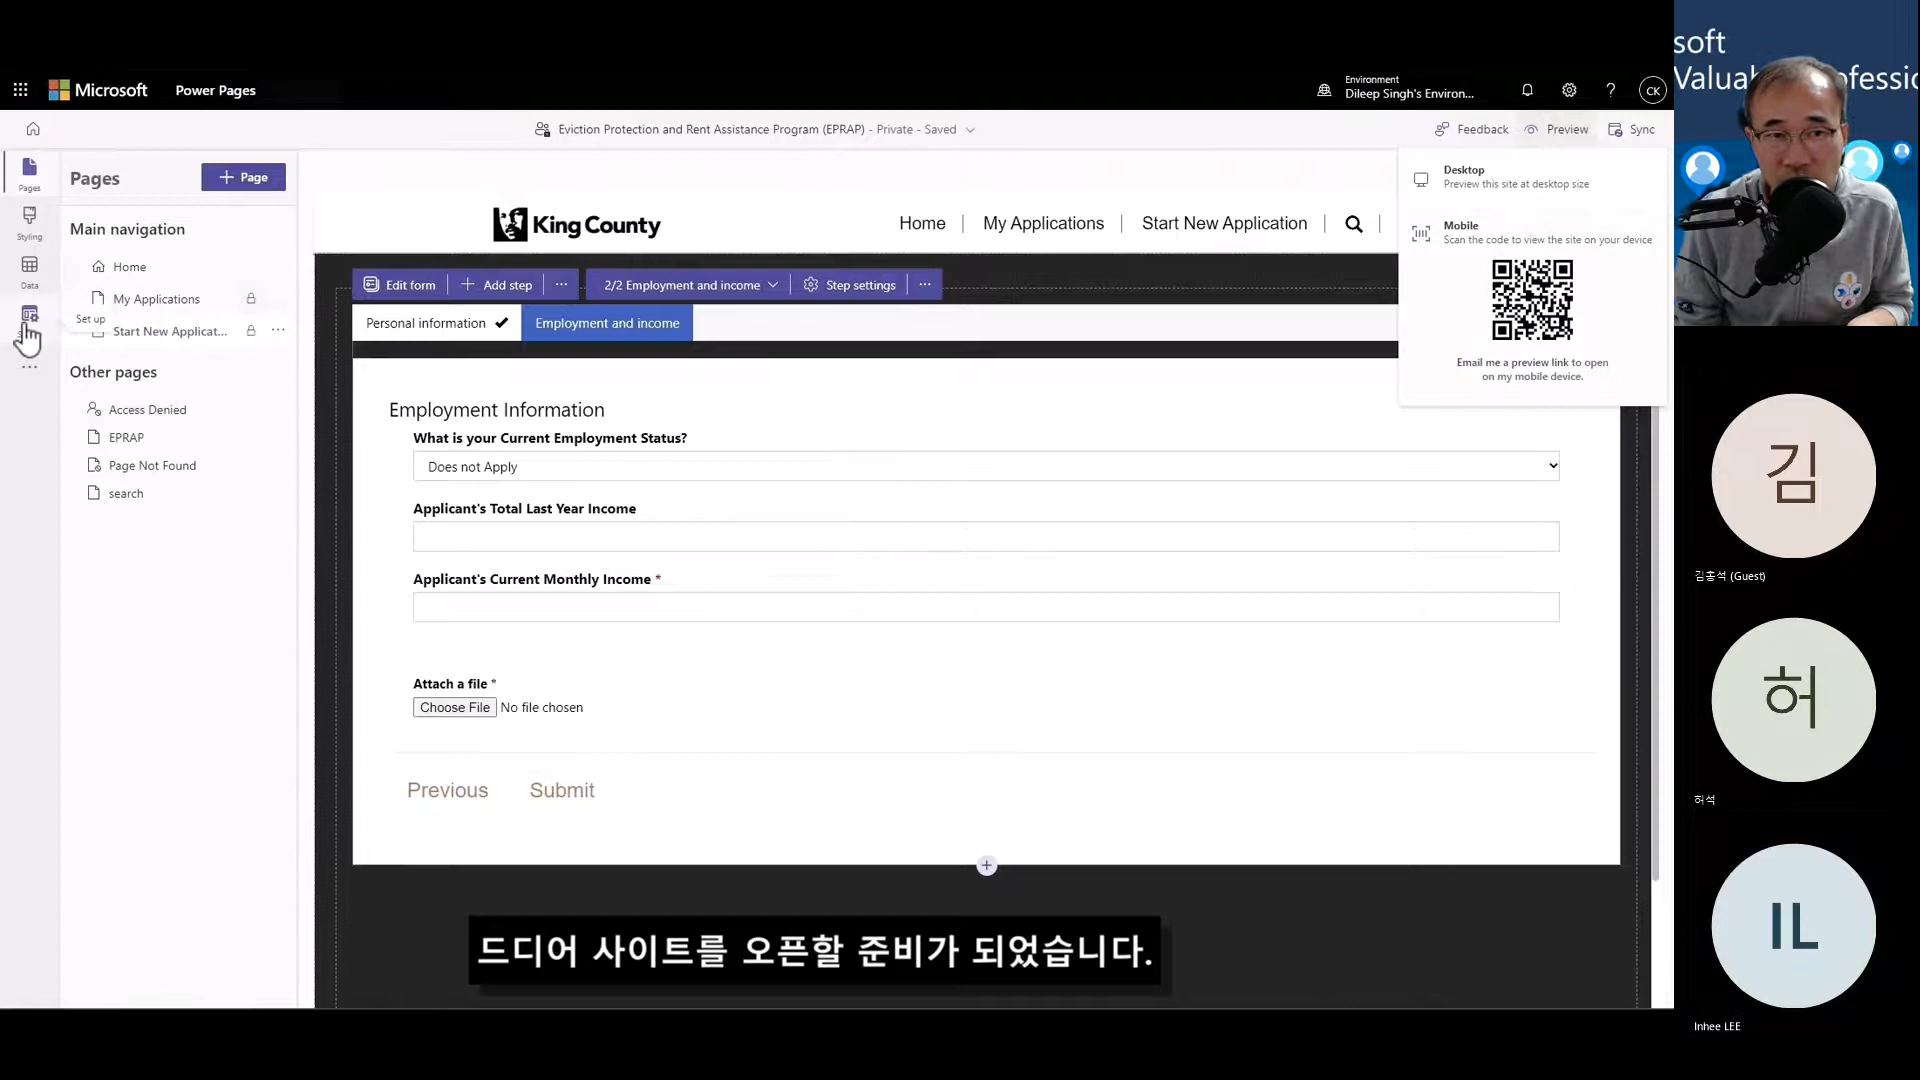 Microsoft
Power Pages
Environment
Dileep Singh's Environ...
?
CK
soft
Valuab
ofessio
Eviction Protection and Rent Assistance Program (EPRAP) - Private - Saved
Feedback
Preview
Sync
Pages
Styling
Data
Set up
Pages
+ Page
Main navigation
Home
My Applications
Start New Applicat...
Other pages
Access Denied
EPRAP
Page Not Found
search
King County
Home
My Applications
Start New Application
Desktop
Preview this site at desktop size
Mobile
Scan the code to view the site on your device
Email me a preview link to open
on my mobile device.
Edit form
+ Add step
...
2/2 Employment and income
Step settings
...
Personal information
Employment and income
Employment Information
What is your Current Employment Status?
Does not Apply
Applicant's Total Last Year Income
Applicant's Current Monthly Income *
Attach a file *
Choose File No file chosen
Previous
Submit
드디어 사이트를 오픈할 준비가 되었습니다.
김
김홍석 (Guest)
허
허석
IL
Inhee LEE